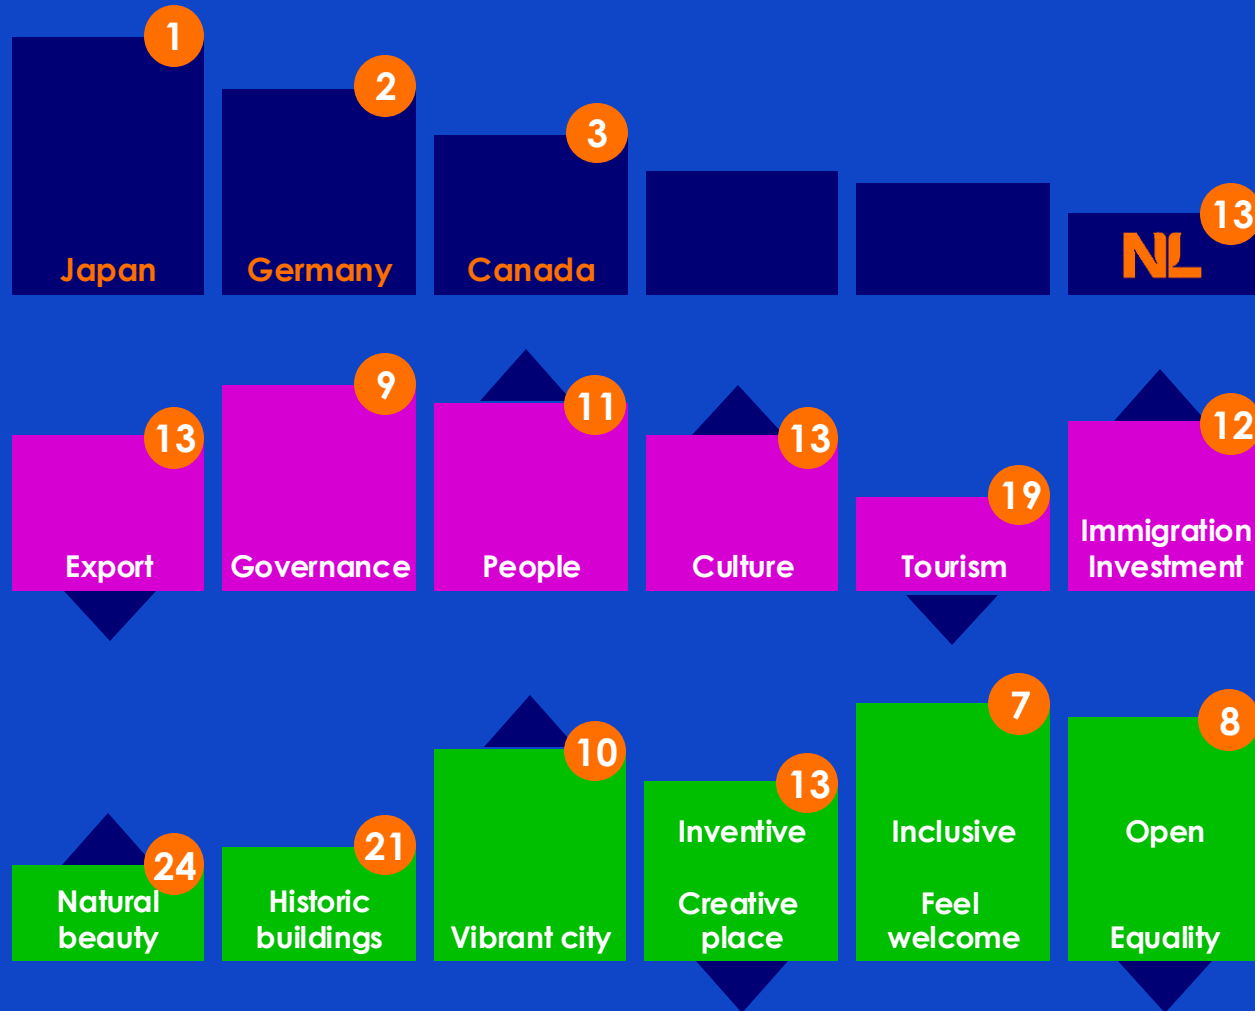 1
2
3
13
Japan
Germany
Canada
NL
13
9
11
13
19
12
Export
Governance
People
Culture
Tourism
Immigration
Investment
24
21
10
13
7
8
Natural
beauty
Historic
buildings
Vibrant city
Inventive
Creative
place
Inclusive
Feel
welcome
Open
Equality